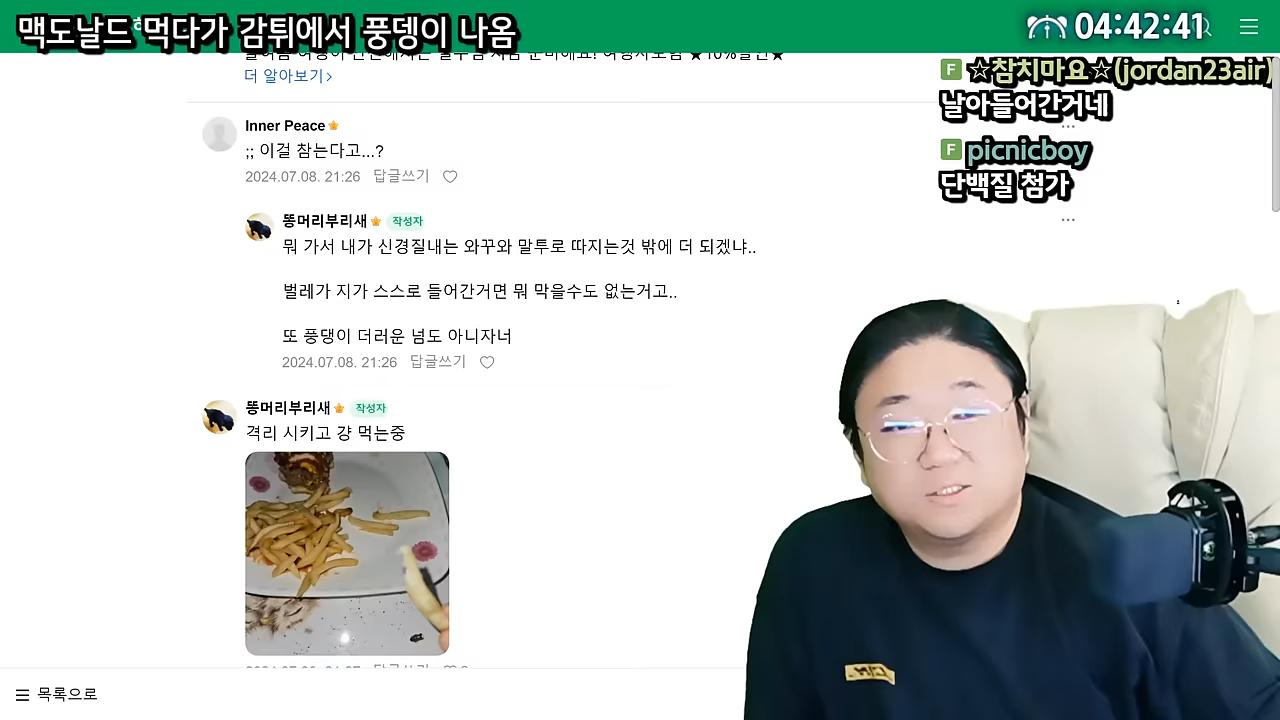 맥도날드 먹다가 감튀에서 풍뎅이 나옴
04:42:41
더 알아보기>
F ☆참치마요☆(jordan23air)
날아들어간거네
F picnicboy
단백질 첨가
Inner Peace
;; 이걸 참는다고...?
2024.07.08. 21:26 답글쓰기
똥머리부리새 작성자
뭐 가서 내가 신경질내는 와꾸와 말투로 따지는것 밖에 더 되겠냐..
벌레가 지가 스스로 들어간거면 뭐 막을수도 없는거고..
또 풍댕이 더러운 넘도 아니자너
2024.07.08. 21:26 답글쓰기
똥머리부리새 작성자
격리 시키고 걍 먹는중
목록으로